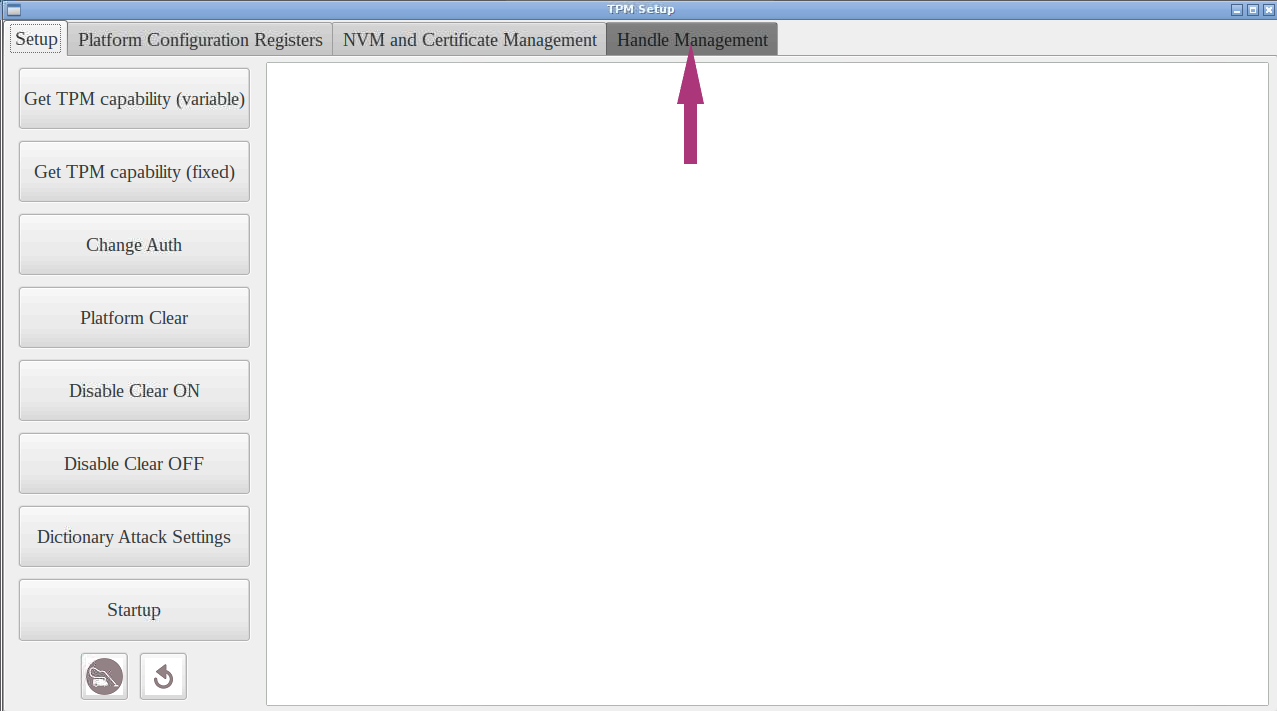 TPM Setup
Setup
Platform Configuration Registers
NVM and Certificate Management
Handle Management
Get TPM capability (variable)
Get TPM capability (fixed)
Change Auth
Platform Clear
Disable Clear ON
Disable Clear OFF
Dictionary Attack Settings
Startup